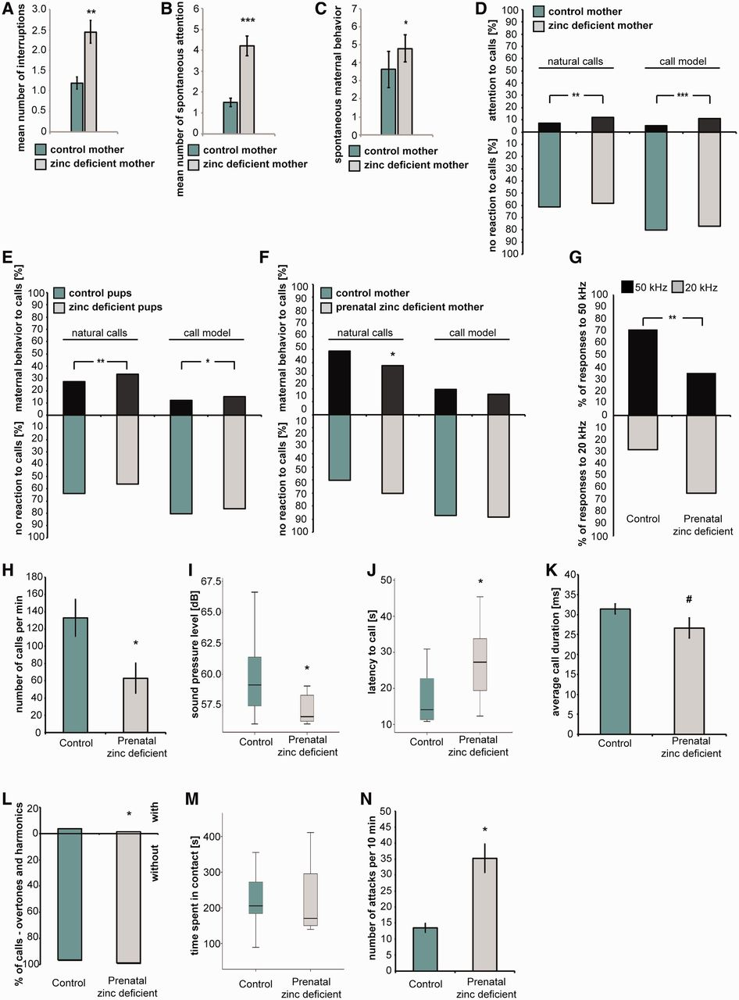 A
mean number of interruptions
3.0
2.5
2.0
1.5
1.0
0.5
0
**
control mother
zinc deficient mother
B
mean number of spontaneous attention
6
5
4
3
2
1
0
***
control mother
zinc deficient mother
C
spontaneous maternal behavior
7
6
5
4
3
2
1
0
*
control mother
zinc deficient mother
D
control mother
zinc deficient mother
attention to calls [%]
no reaction to calls [%]
100
90
80
70
60
50
40
30
20
10
0
10
20
30
40
50
60
70
80
90
100
natural calls
call model
**
***
E
maternal behavior to calls [%]
no reaction to calls [%]
control pups
zinc deficient pups
100
90
80
70
60
50
40
30
20
10
0
10
20
30
40
50
60
70
80
90
100
natural calls
call model
**
*
F
maternal behavior to calls [%]
no reaction to calls [%]
control mother
prenatal zinc deficient mother
100
90
80
70
60
50
40
30
20
10
0
10
20
30
40
50
60
70
80
90
100
natural calls
call model
*
G
50 kHz
20 kHz
% of responses to 50 kHz
% of responses to 20 kHz
100
90
80
70
60
50
40
30
20
10
0
10
20
30
40
50
60
70
80
90
100
**
Control
Prenatal
zinc deficient
H
number of calls per min
180
160
140
120
100
80
60
40
20
0
*
Control
Prenatal
zinc deficient
I
sound pressure level [dB]
67.5
65.0
62.5
60.0
57.5
*
Control
Prenatal
zinc deficient
J
latency to call [s]
50
40
30
20
10
*
Control
Prenatal
zinc deficient
K
average call duration [ms]
40
35
30
25
20
15
10
5
0
#
Control
Prenatal
zinc deficient
L
% of calls - overtones and harmonics
20
0
20
40
60
80
100
*
with
without
Control
Prenatal
zinc deficient
M
time spent in contact [s]
400
300
200
100
Control
Prenatal
zinc deficient
N
number of attacks per 10 min
50
45
40
35
30
25
20
15
10
5
0
*
Control
Prenatal
zinc deficient